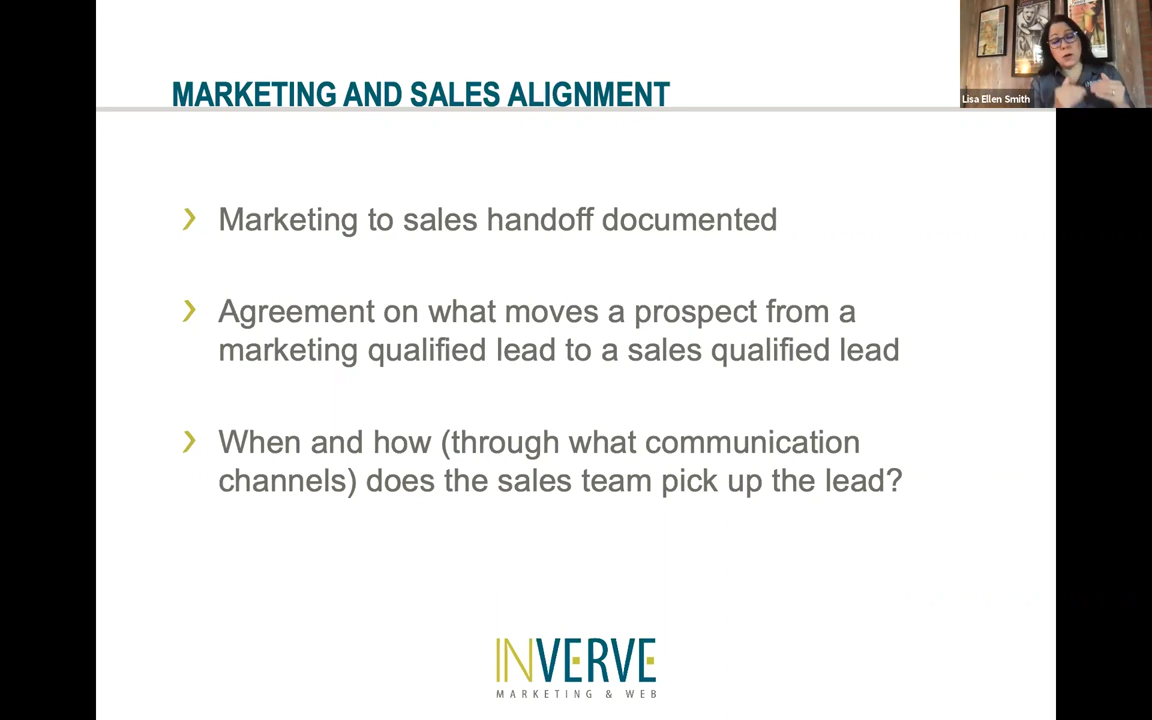 MARKETING AND SALES ALIGNMENT
Lisa Ellen Smith
Marketing to sales handoff documented
Agreement on what moves a prospect from a
marketing qualified lead to a sales qualified lead
When and how (through what communication
channels) does the sales team pick up the lead?
INVERVE
MARKETING & WEB